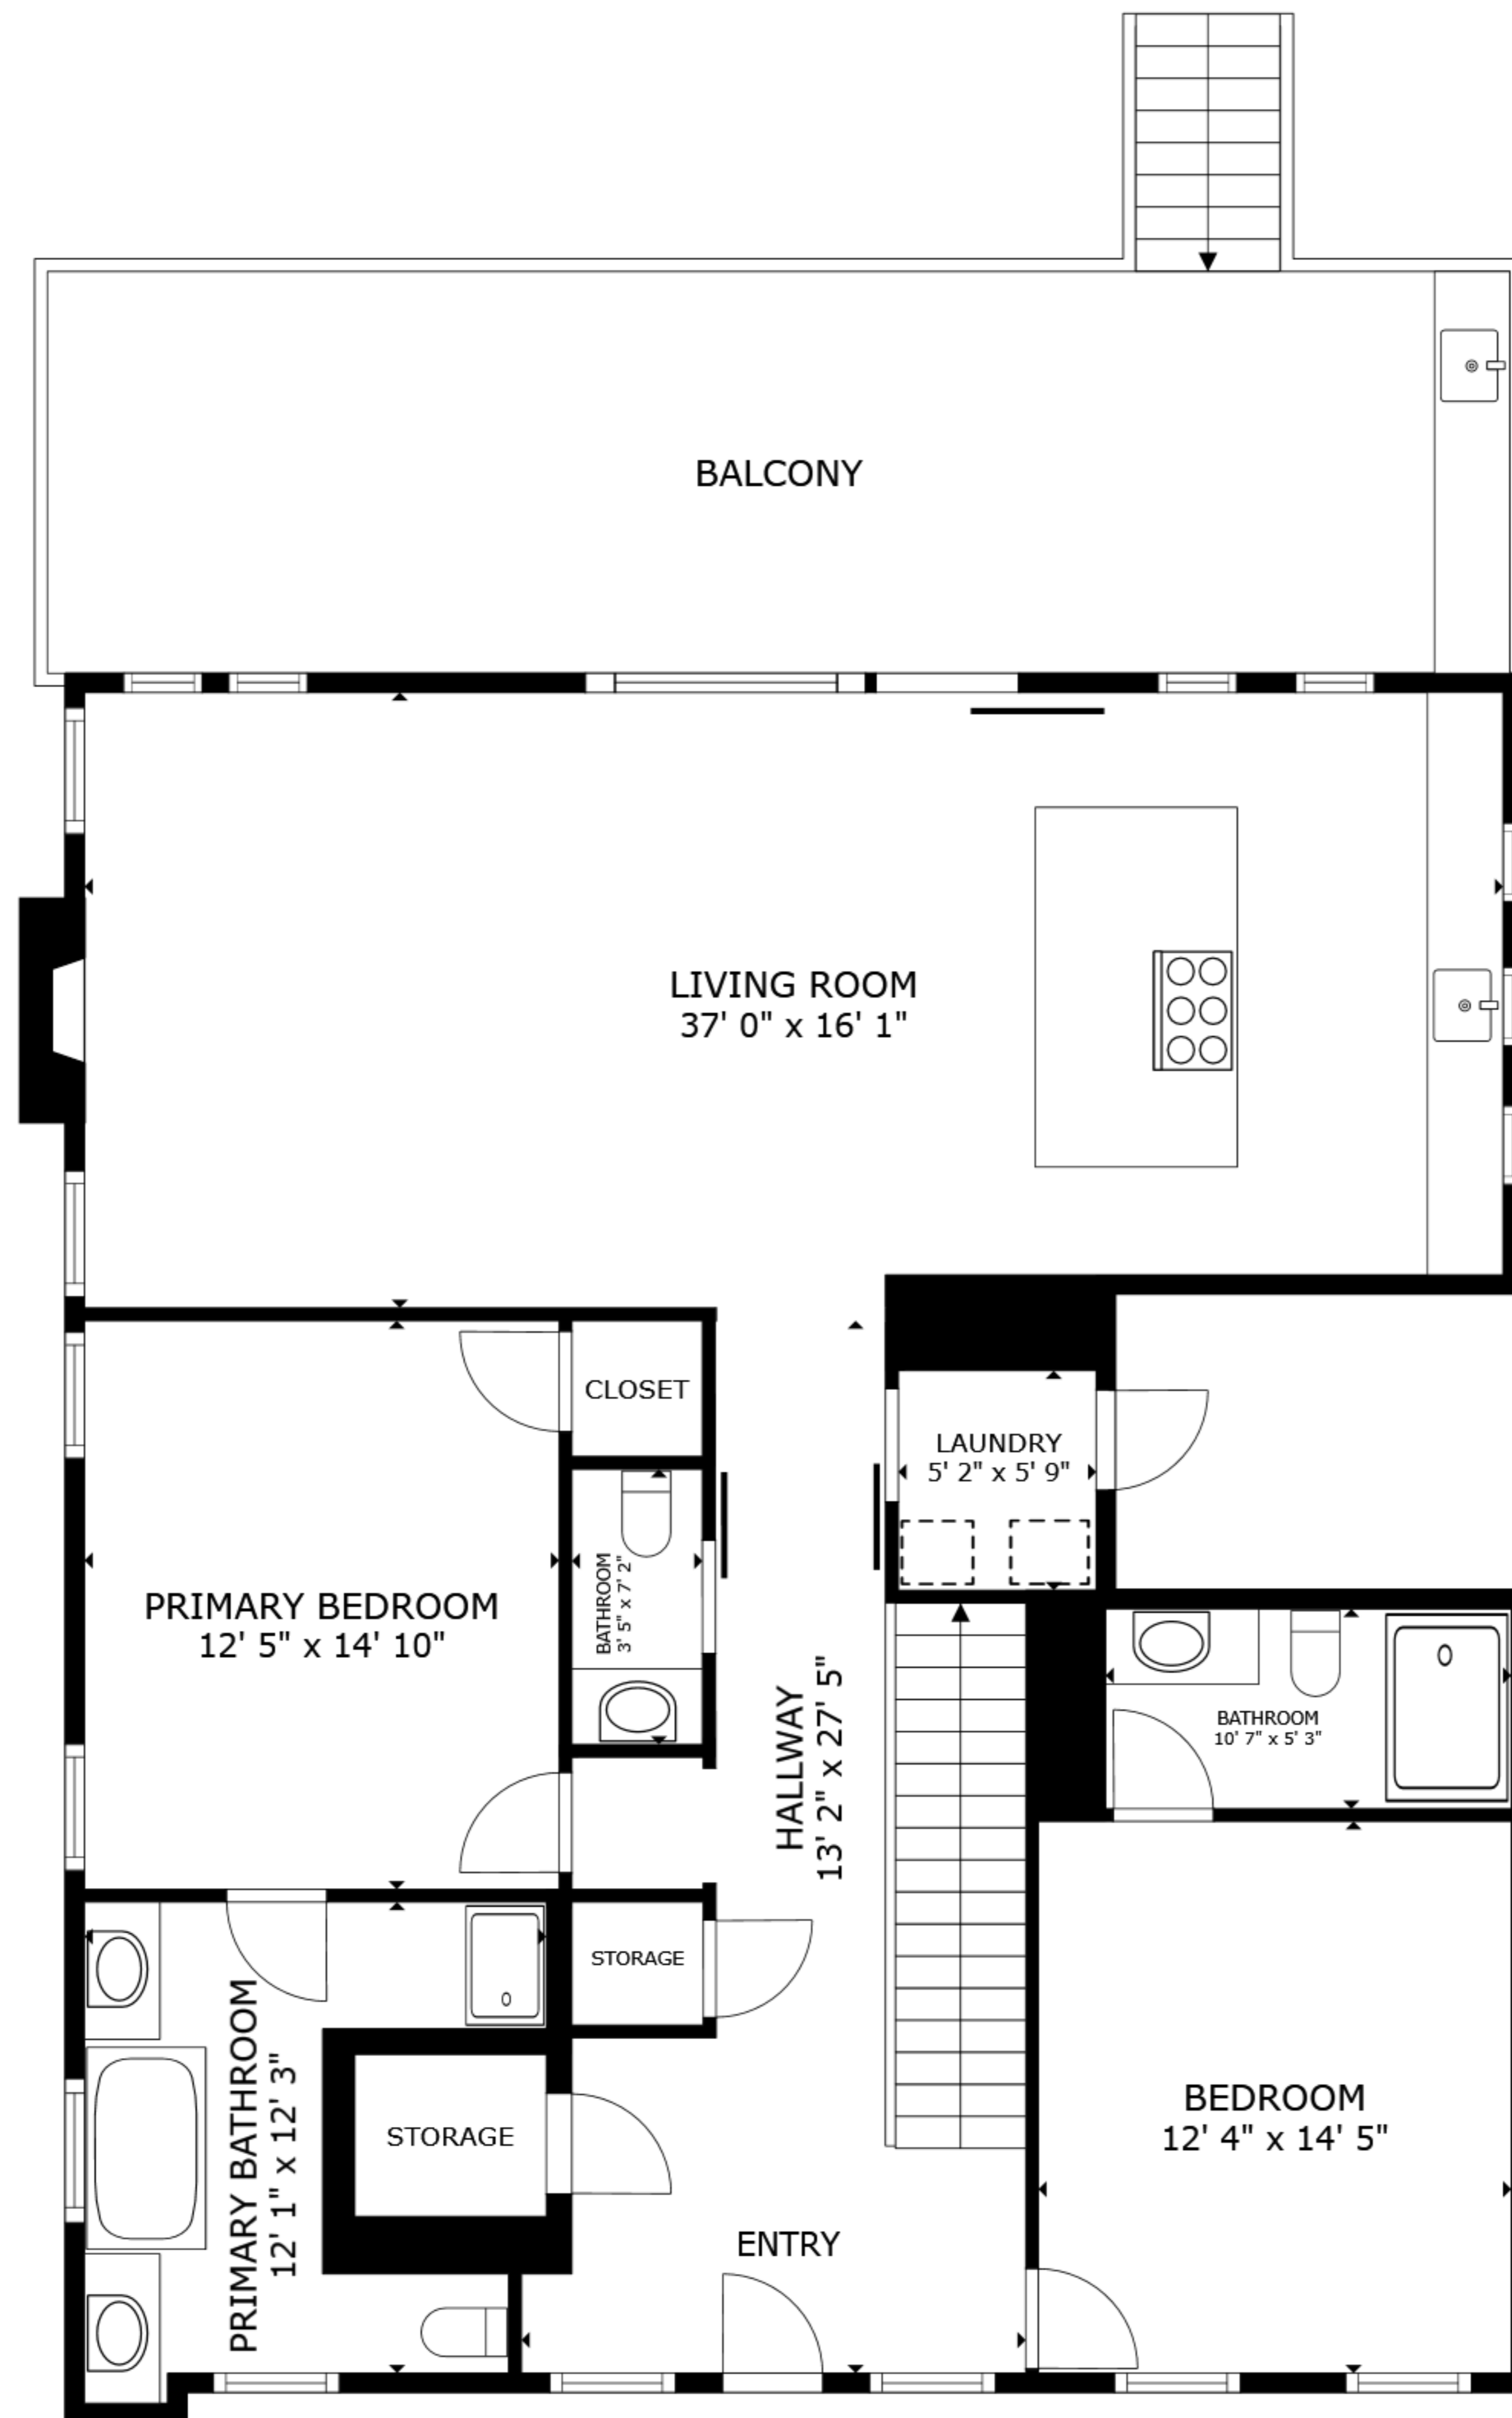 BALCONY
LIVING ROOM
37' 0" x 16' 1"
CLOSET
LAUNDRY
5' 2" x 5' 9"
PRIMARY BEDROOM
12' 5" x 14' 10"
BATHROOM
3' 5" x 7' 2"
HALLWAY
13' 2" x 27' 5"
BATHROOM
10' 7" x 5' 3"
STORAGE
PRIMARY BATHROOM
12' 1" x 12' 3"
STORAGE
BEDROOM
12' 4" x 14' 5"
ENTRY